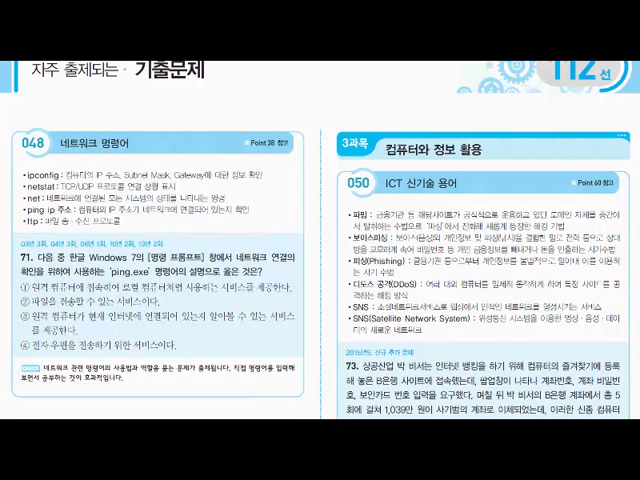 자주 출제되는· 기출문제
112선
048 네트워크 명령어 Point 38 참고
• ipconfig : 컴퓨터의 IP 주소, Subnet Mask, Gateway에 대한 정보 확인
• netstat : TCP/UDP 프로토콜 연결 상황 표시
• net : 네트워크에 연결된 모든 시스템의 상태를 나타내는 명령
• ping ip 주소 : 컴퓨터의 IP 주소가 네트워크에 연결되어 있는지 확인
• ftp : 파일 송·수신 프로토콜
03년 3회, 04년 3회, 06년 1회, 10년 2회, 13년 2회
71. 다음 중 한글 Windows 7의 [명령 프롬프트] 창에서 네트워크 연결의
확인을 위하여 사용하는 'ping.exe' 명령어의 설명으로 옳은 것은?
① 원격 컴퓨터에 접속하여 로컬 컴퓨터처럼 사용하는 서비스를 제공한다.
② 파일을 전송할 수 있는 서비스이다.
③ 원격 컴퓨터가 현재 인터넷에 연결되어 있는지 알아볼 수 있는 서비스
를 제공한다.
④ 전자 우편을 전송하기 위한 서비스이다.
네트워크 관련 명령어의 사용법과 역할을 묻는 문제가 출제됩니다. 직접 명령어를 입력해
보면서 공부하는 것이 효과적입니다.
3과목 컴퓨터와 정보 활용
050 ICT 신기술 용어 Point 60 참고
• 파밍 : 금융기관 등 해당사이트가 공식적으로 운용하고 있던 도메인 자체를 중간에
서 탈취하는 수법으로 '피싱'에서 진화해 새롭게 등장한 해킹 기법
• 보이스피싱 : 보이스(음성)와 개인정보 및 피싱(낚시)을 결합한 말로 전화 등으로 상대
방을 교묘하게 속여 비밀번호 등 개인 금융정보를 빼내거나 돈을 인출하는 사기수법
• 피싱(Phishing) : 금융기관 등으로부터 개인정보를 불법적으로 알아내 이를 이용하
는 사기 수법
• 디도스 공격(DDoS) : 여러 대의 컴퓨터를 일제히 동작하게 하여 특정 사이트를 공
격하는 해킹 방식
• SNS : 소셜네트워크서비스로 웹상에서 인적인 네트워크를 형성시키는 서비스
• SNS(Satellite Network System) : 위성통신 시스템을 이용한 영상·음성·데이
터의 새로운 네트워크
2015년도 신규 추가 문제
73. 상공산업 박 비서는 인터넷 뱅킹을 하기 위해 컴퓨터의 즐겨찾기에 등록
해 놓은 B은행 사이트에 접속했는데, 팝업창이 나타나 계좌번호, 계좌 비밀번
호, 보안카드 번호 입력을 요구했다. 며칠 뒤 박 비서의 B은행 계좌에서 총 5
회에 걸쳐 1,039만 원이 사기범의 계좌로 이체되었는데, 이러한 신종 컴퓨터